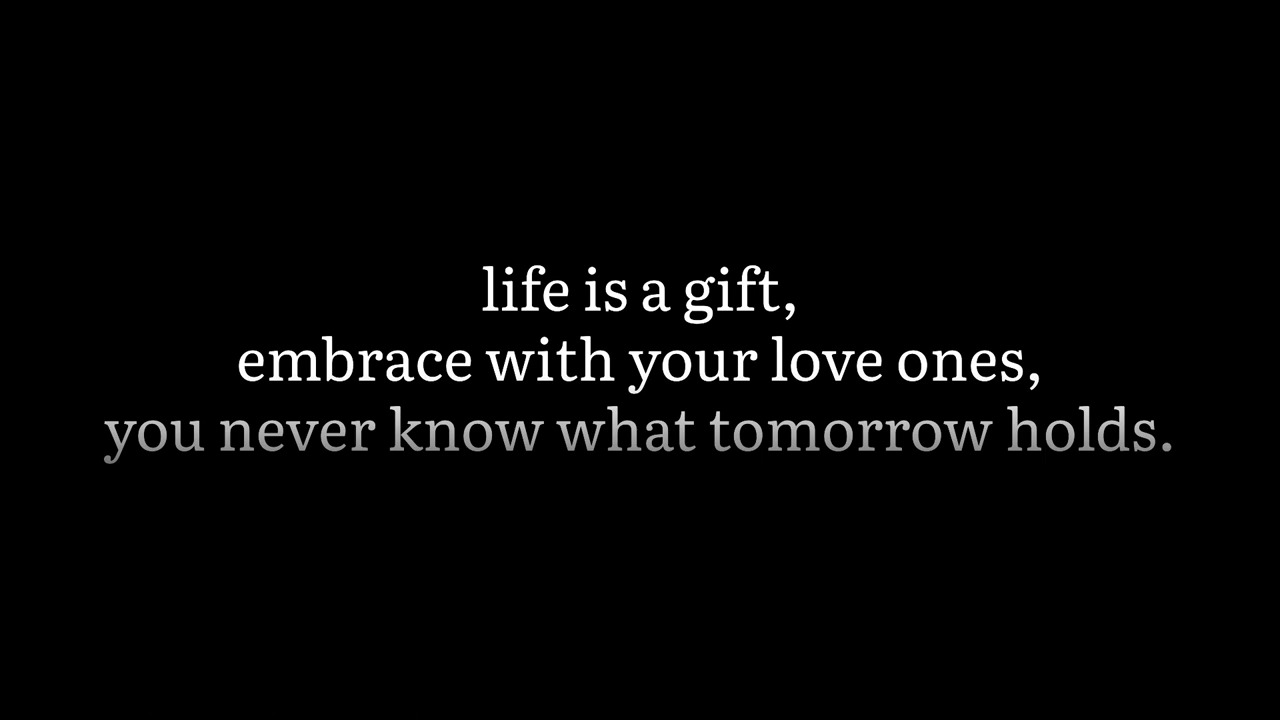 life is a gift,
embrace with your love ones,
you never know what tomorrow holds.